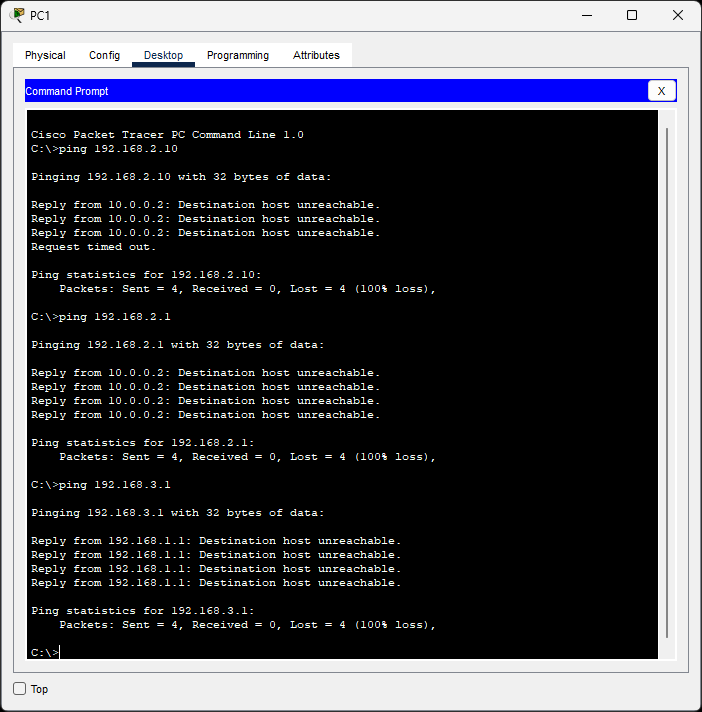 PC1
Physical Config Desktop Programming Attributes
Command Prompt X
Cisco Packet Tracer PC Command Line 1.0
C:\>ping 192.168.2.10
Pinging 192.168.2.10 with 32 bytes of data:
Reply from 10.0.0.2: Destination host unreachable.
Reply from 10.0.0.2: Destination host unreachable.
Reply from 10.0.0.2: Destination host unreachable.
Request timed out.
Ping statistics for 192.168.2.10:
    Packets: Sent = 4, Received = 0, Lost = 4 (100% loss),
C:\>ping 192.168.2.1
Pinging 192.168.2.1 with 32 bytes of data:
Reply from 10.0.0.2: Destination host unreachable.
Reply from 10.0.0.2: Destination host unreachable.
Reply from 10.0.0.2: Destination host unreachable.
Reply from 10.0.0.2: Destination host unreachable.
Ping statistics for 192.168.2.1:
    Packets: Sent = 4, Received = 0, Lost = 4 (100% loss),
C:\>ping 192.168.3.1
Pinging 192.168.3.1 with 32 bytes of data:
Reply from 192.168.1.1: Destination host unreachable.
Reply from 192.168.1.1: Destination host unreachable.
Reply from 192.168.1.1: Destination host unreachable.
Reply from 192.168.1.1: Destination host unreachable.
Ping statistics for 192.168.3.1:
    Packets: Sent = 4, Received = 0, Lost = 4 (100% loss),
C:\>
Top